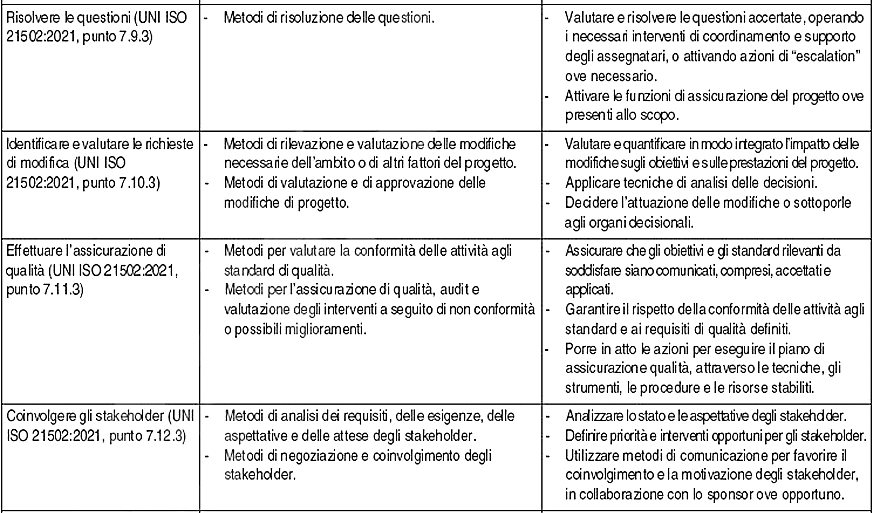 Risolvere le questioni (UNI ISO
21502:2021, punto 7.9.3)
- Metodi di risoluzione delle questioni.
- Valutare e risolvere le questioni accertate, operando
i necessari interventi di coordinamento e supporto
degli assegnatari, o attivando azioni di “escalation”
ove necessario.
- Attivare le funzioni di assicurazione del progetto ove
presenti allo scopo.
Identificare e valutare le richieste
di modifica (UNI ISO
21502:2021, punto 7.10.3)
- Metodi di rilevazione e valutazione delle modifiche
necessarie dell’ambito o di altri fattori del progetto.
- Metodi di valutazione e di approvazione delle
modifiche di progetto.
- Valutare e quantificare in modo integrato l’impatto delle
modifiche sugli obiettivi e sulle prestazioni del progetto.
- Applicare tecniche di analisi delle decisioni.
- Decidere l’attuazione delle modifiche o sottoporle
agli organi decisionali.
Effettuare l’assicurazione di
qualità (UNI ISO 21502:2021,
punto 7.11.3)
- Metodi per valutare la conformità delle attività agli
standard di qualità.
- Metodi per l’assicurazione di qualità, audit e
valutazione degli interventi a seguito di non conformità
o possibili miglioramenti.
- Assicurare che gli obiettivi e gli standard rilevanti da
soddisfare siano comunicati, compresi, accettati e
applicati.
- Garantire il rispetto della conformità delle attività agli
standard e ai requisiti di qualità definiti.
- Porre in atto le azioni per eseguire il piano di
assicurazione qualità, attraverso le tecniche, gli
strumenti, le procedure e le risorse stabiliti.
Coinvolgere gli stakeholder (UNI
ISO 21502:2021, punto 7.12.3)
- Metodi di analisi dei requisiti, delle esigenze, delle
aspettative e delle attese degli stakeholder.
- Metodi di negoziazione e coinvolgimento degli
stakeholder.
- Analizzare lo stato e le aspettative degli stakeholder.
- Definire priorità e interventi opportuni per gli stakeholder.
- Utilizzare metodi di comunicazione per favorire il
coinvolgimento e la motivazione degli stakeholder,
in collaborazione con lo sponsor ove opportuno.